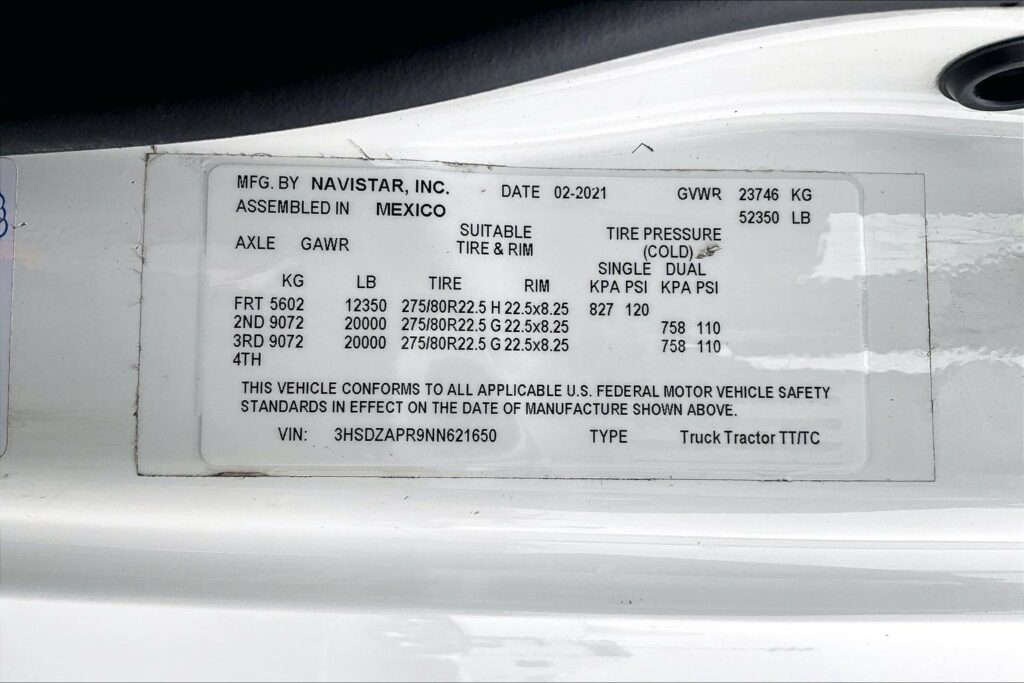 MFG. BY NAVISTAR, INC. DATE 02-2021 GVWR 23746 KG
ASSEMBLED IN MEXICO 52350 LB
AXLE GAWR SUITABLE TIRE & RIM TIRE PRESSURE (COLD)
SINGLE DUAL
KG LB TIRE RIM KPA PSI KPA PSI
FRT 5602 12350 275/80R22.5 H 22.5x8.25 827 120
2ND 9072 20000 275/80R22.5 G 22.5x8.25 758 110
3RD 9072 20000 275/80R22.5 G 22.5x8.25 758 110
4TH
THIS VEHICLE CONFORMS TO ALL APPLICABLE U.S. FEDERAL MOTOR VEHICLE SAFETY
STANDARDS IN EFFECT ON THE DATE OF MANUFACTURE SHOWN ABOVE.
VIN: 3HSDZAPR9NN621650 TYPE Truck Tractor TT/TC